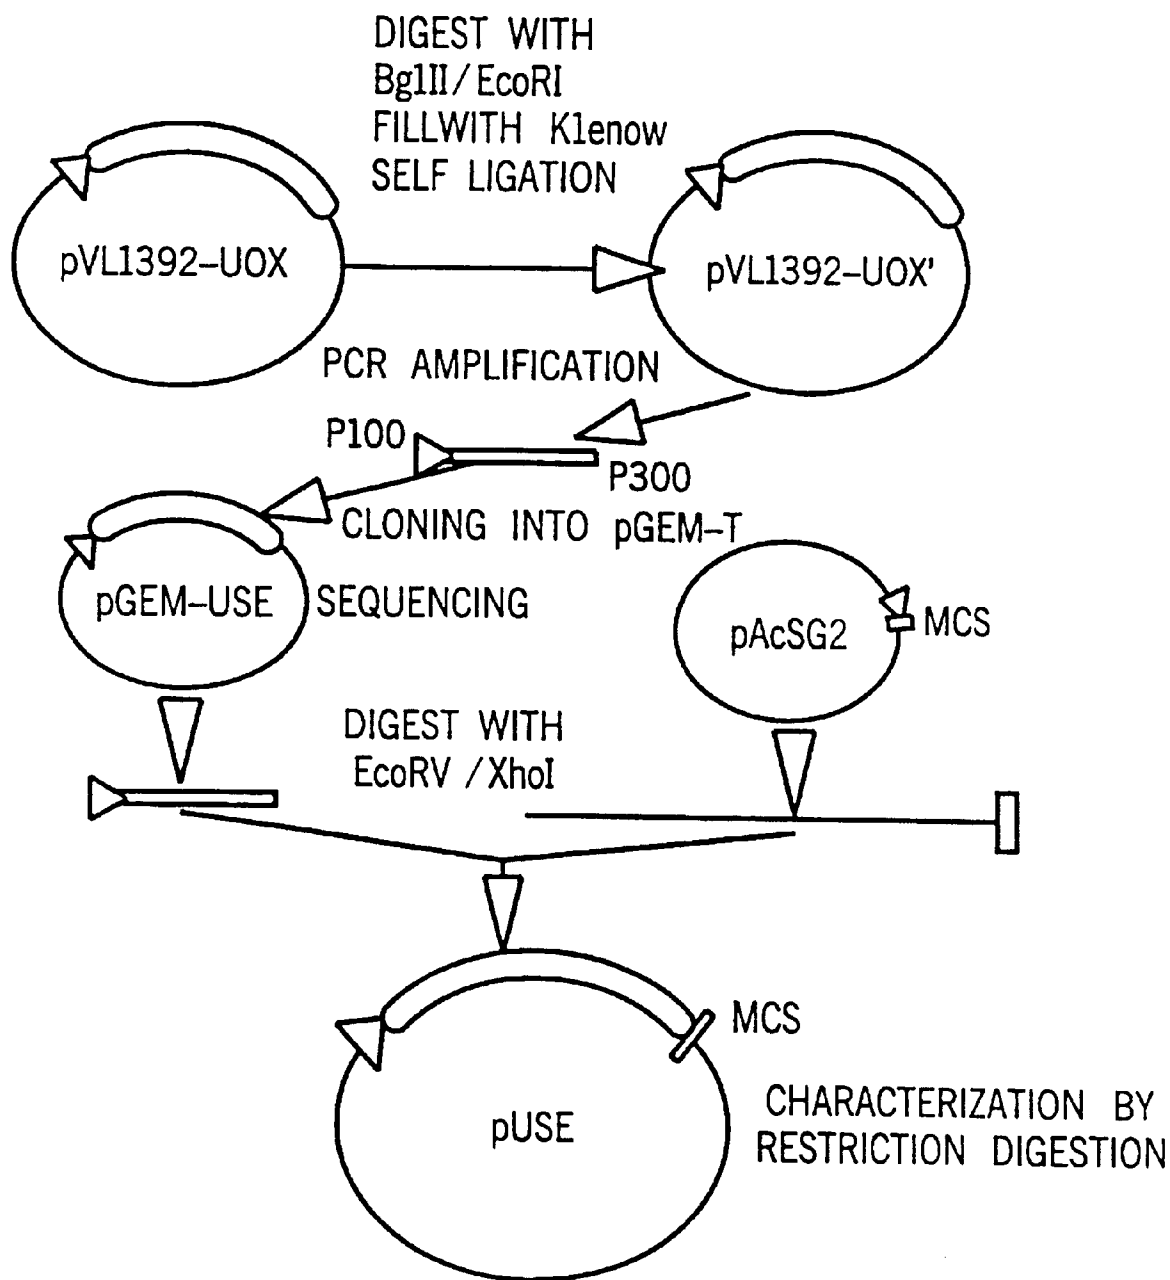 DIGEST WITH
BglII/EcoRI
FILLWITH Klenow
SELF LIGATION
pVL1392-UOX
pVL1392-UOX'
PCR AMPLIFICATION
P100
P300
CLONING INTO pGEM-T
pGEM-USE
SEQUENCING
pAcSG2
MCS
DIGEST WITH
EcoRV /XhoI
MCS
pUSE
CHARACTERIZATION BY
RESTRICTION DIGESTION